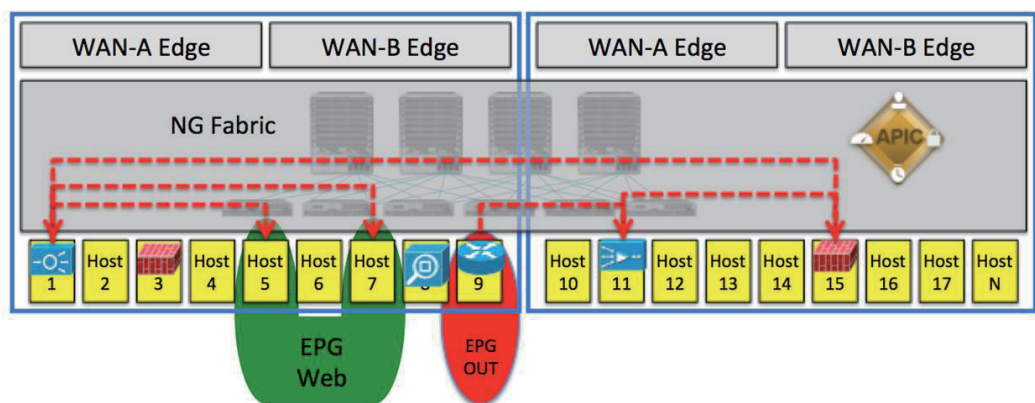 WAN-A Edge
WAN-B Edge
WAN-A Edge
WAN-B Edge
NG Fabric
APIC
1
Host
2
3
Host
4
Host
5
Host
6
Host
7
9
Host
10
11
Host
12
Host
13
Host
14
15
Host
16
Host
17
Host
N
EPG
Web
EPG
OUT